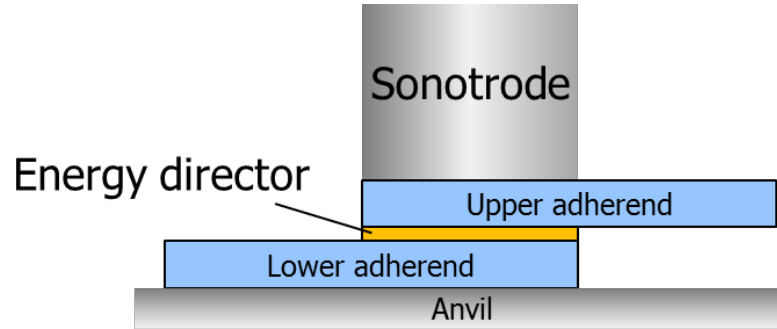 Sonotrode
Energy director
Upper adherend
Lower adherend
Anvil